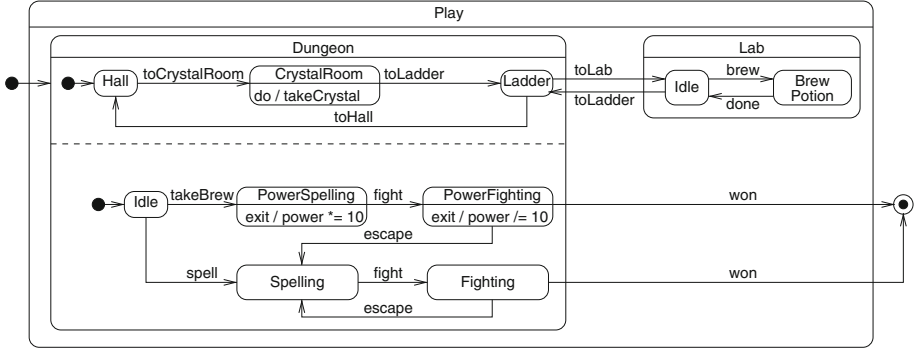 Play
Dungeon
Lab
Hall
toCrystalRoom
CrystalRoom
do / takeCrystal
toLadder
Ladder
toLab
toLadder
Idle
brew
done
Brew
Potion
toHall
Idle
takeBrew
PowerSpelling
exit / power *= 10
fight
PowerFighting
exit / power /= 10
won
escape
spell
Spelling
fight
Fighting
won
escape